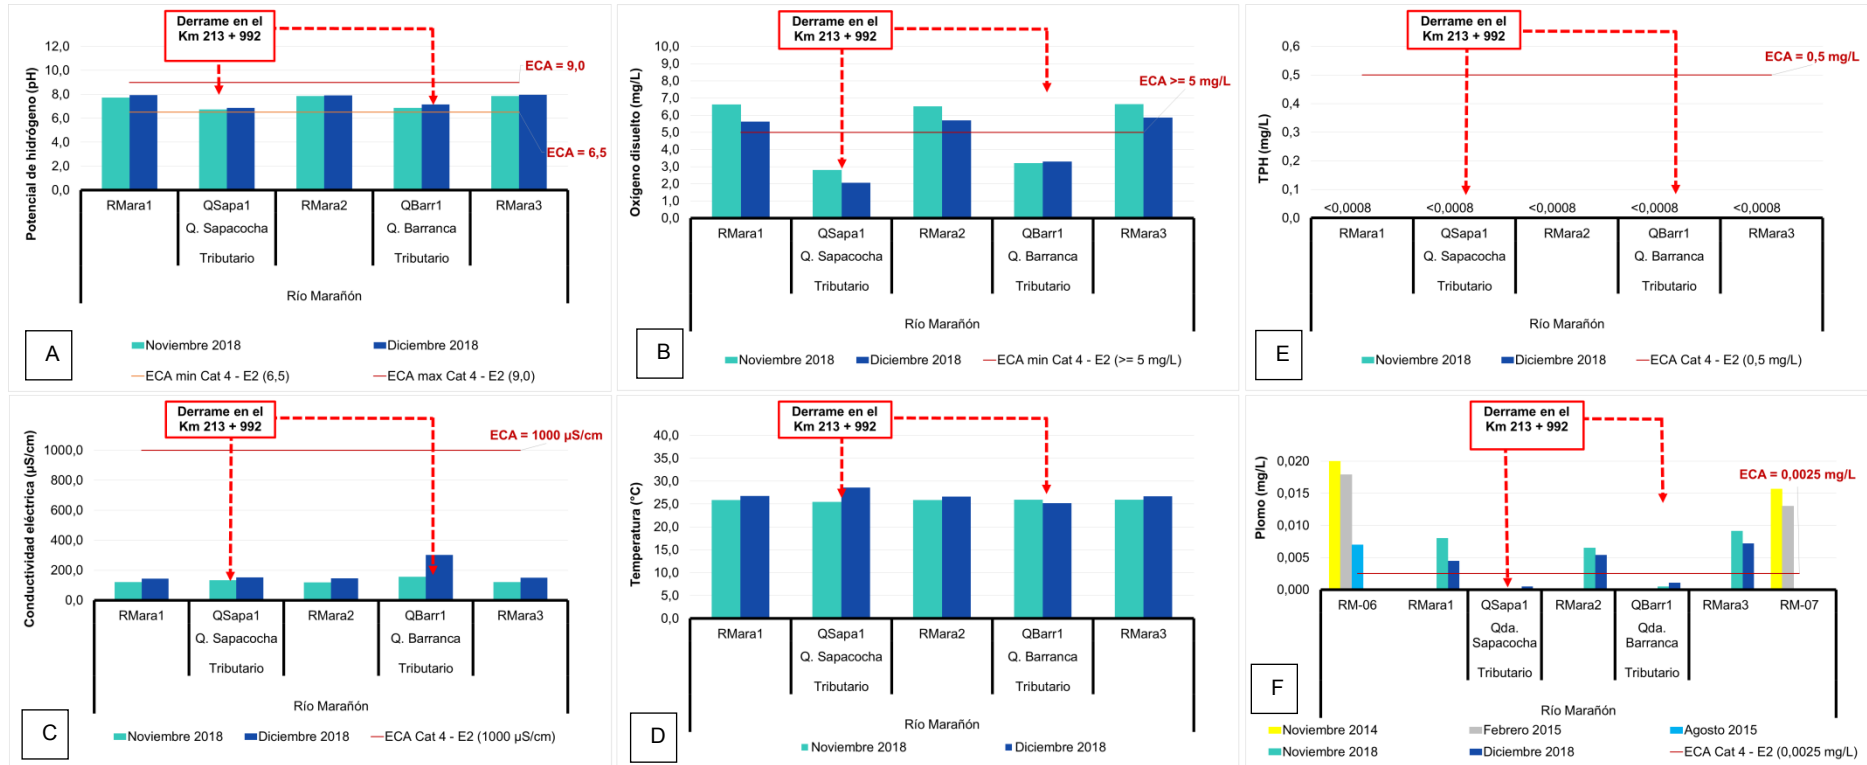 Derrame en el
Km 213 + 992
Potencial de hidrógeno (pH)
12,0
10,0
8,0
6,0
4,0
2,0
0,0
ECA = 9,0
ECA = 6,5
RMara1 QSapa1 RMara2 QBarr1 RMara3
Q. Sapacocha Q. Barranca
Tributario Tributario
Río Marañón
A
Noviembre 2018 Diciembre 2018
ECA min Cat 4 - E2 (6,5) ECA max Cat 4 - E2 (9,0)
Derrame en el
Km 213 + 992
Oxigeno disuelto (mg/L)
10,0
9,0
8,0
7,0
6,0
5,0
4,0
3,0
2,0
1,0
0,0
ECA >= 5 mg/L
RMara1 QSapa1 RMara2 QBarr1 RMara3
Q. Sapacocha Q. Barranca
Tributario Tributario
Río Marañón
B
Noviembre 2018 Diciembre 2018 ECA min Cat 4 - E2 (>= 5 mg/L)
Derrame en el
Km 213 + 992
TPH (mg/L)
0,6
0,5
0,4
0,3
0,2
0,1
0,0
ECA = 0,5 mg/L
<0,0008 <0,0008 <0,0008 <0,0008 <0,0008
RMara1 QSapa1 RMara2 QBarr1 RMara3
Q. Sapacocha Q. Barranca
Tributario Tributario
Río Marañón
E
Noviembre 2018 Diciembre 2018 ECA Cat 4 - E2 (0,5 mg/L)
Derrame en el
Km 213 + 992
Conductividad eléctrica (µS/cm)
1000,0
800,0
600,0
400,0
200,0
0,0
ECA = 1000 µS/cm
RMara1 QSapa1 RMara2 QBarr1 RMara3
Q. Sapacocha Q. Barranca
Tributario Tributario
Río Marañón
C
Noviembre 2018 Diciembre 2018 ECA Cat 4 - E2 (1000 µS/cm)
Derrame en el
Km 213 + 992
Temperatura (°C)
40,0
35,0
30,0
25,0
20,0
15,0
10,0
5,0
0,0
RMara1 QSapa1 RMara2 QBarr1 RMara3
Q. Sapacocha Q. Barranca
Tributario Tributario
Río Marañón
D
Noviembre 2018 Diciembre 2018
Derrame en el
Km 213 + 992
Plomo (mg/L)
0,020
0,015
0,010
0,005
0,000
ECA = 0,0025 mg/L
RM-06 RMara1 QSapa1 RMara2 QBarr1 RMara3 RM-07
Qda. Qda.
Sapacocha Barranca
Tributario Tributario
Río Marañón
F
Noviembre 2014 Febrero 2015 Agosto 2015
Noviembre 2018 Diciembre 2018 ECA Cat 4 - E2 (0,0025 mg/L)